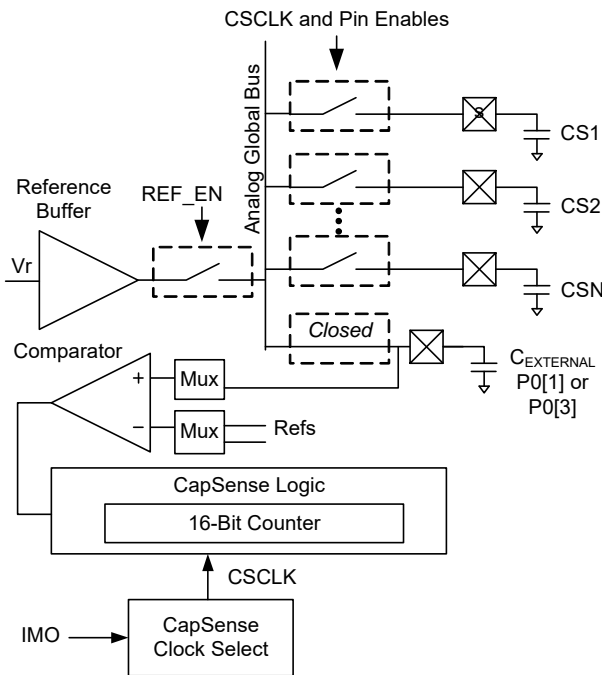 CSCLK and Pin Enables
Analog Global Bus
S
CS1
Reference
Buffer
REF_EN
CS2
Vr
CSN
Closed
Comparator
CEXTERNAL
P0[1] or
P0[3]
+
Mux
−
Mux
Refs
CapSense Logic
16-Bit Counter
CSCLK
IMO
CapSense
Clock Select